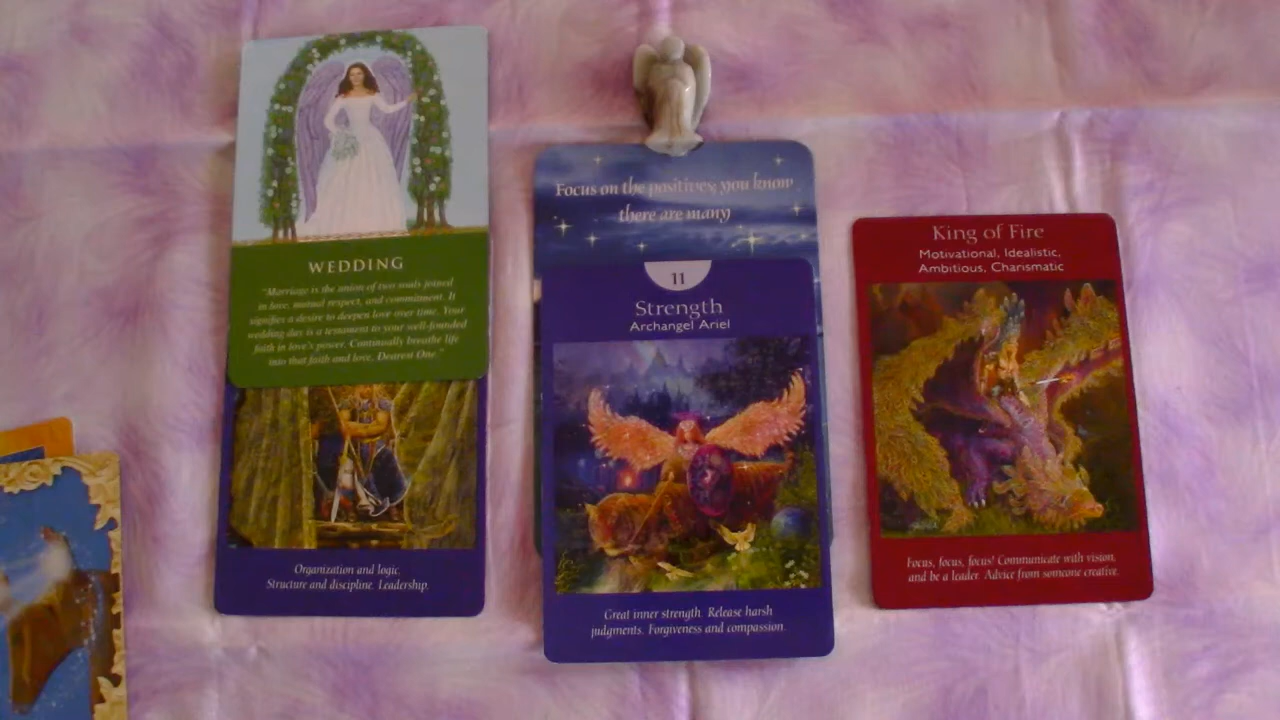 WEDDING
"Marriage is the union of two souls joined
in love, mutual respect, and commitment. It
signifies a desire to deepen love over time. Your
wedding day is a testament to your well-founded
faith in love's power. Continually breathe life
into that faith and love, Dearest One."
Organization and logic.
Structure and discipline. Leadership.
Focus on the positives; you know
there are many
11
Strength
Archangel Ariel
Great inner strength. Release harsh
judgments. Forgiveness and compassion.
King of Fire
Motivational, Idealistic,
Ambitious, Charismatic
Focus, focus, focus! Communicate with vision,
and be a leader. Advice from someone creative.